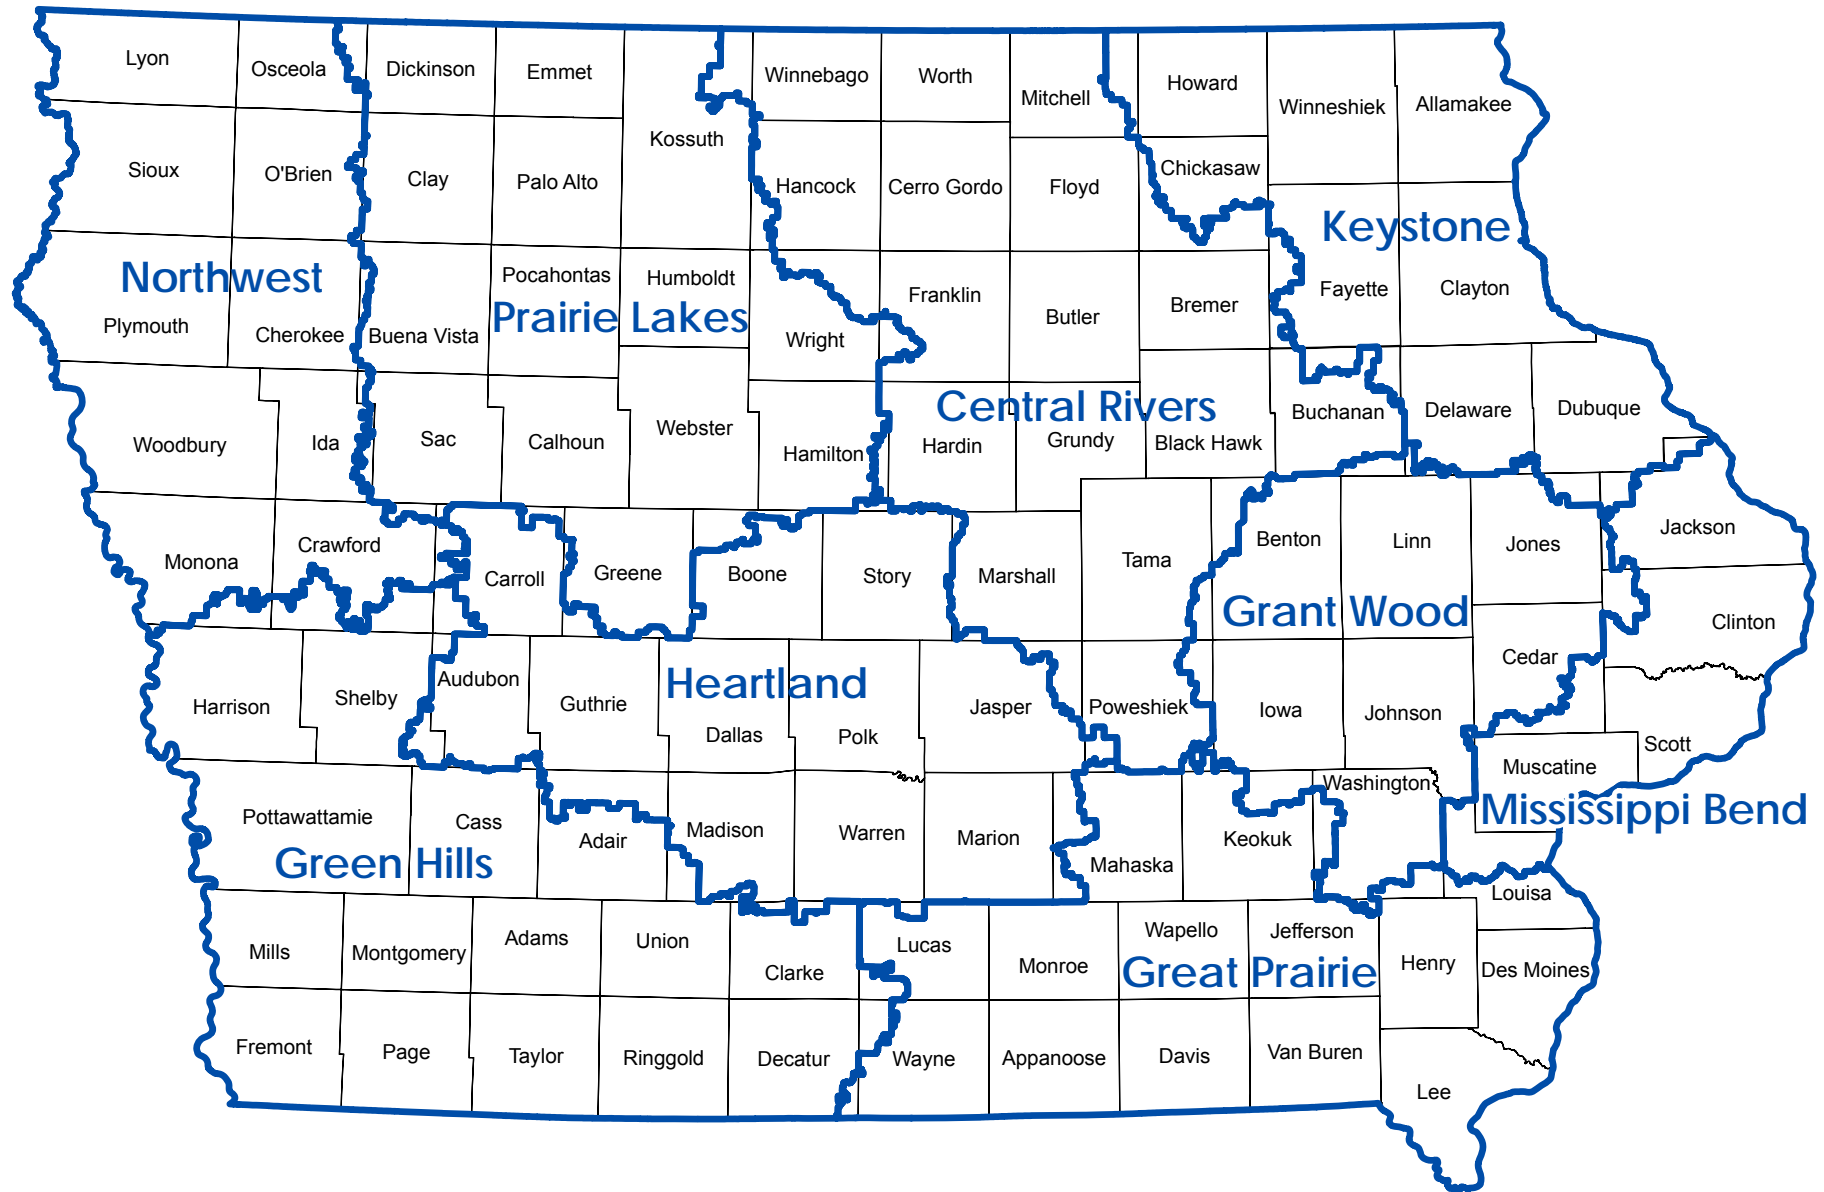 Lyon
Osceola
Dickinson
Emmet
Kossuth
Winnebago
Worth
Mitchell
Howard
Winneshiek
Allamakee
Sioux
O'Brien
Clay
Palo Alto
Hancock
Cerro Gordo
Floyd
Chickasaw
Keystone
Northwest
Plymouth
Cherokee
Buena Vista
Pocahontas
Humboldt
Prairie Lakes
Wright
Franklin
Butler
Bremer
Fayette
Clayton
Central Rivers
Woodbury
Ida
Sac
Calhoun
Webster
Hamilton
Hardin
Grundy
Black Hawk
Buchanan
Delaware
Dubuque
Monona
Crawford
Carroll
Greene
Boone
Story
Marshall
Tama
Benton
Linn
Jones
Jackson
Grant Wood
Clinton
Cedar
Harrison
Shelby
Audubon
Guthrie
Heartland
Dallas
Polk
Jasper
Poweshiek
Iowa
Johnson
Scott
Muscatine
Mississippi Bend
Pottawattamie
Cass
Green Hills
Adair
Madison
Warren
Marion
Mahaska
Keokuk
Washington
Louisa
Mills
Montgomery
Adams
Union
Clarke
Lucas
Monroe
Wapello
Jefferson
Great Prairie
Henry
Des Moines
Fremont
Page
Taylor
Ringgold
Decatur
Wayne
Appanoose
Davis
Van Buren
Lee